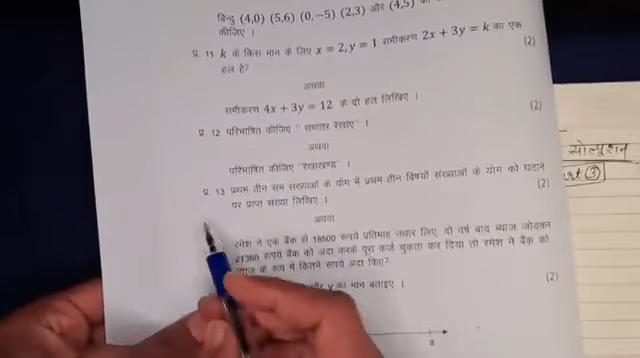 बिन्दु (4,0) (5,6) (0,−5) (2,3) और (4,5)
कीजिए ।
प्र. 11 k के किस मान के लिए x = 2, y = 1 समीकरण 2x + 3y = k का एक
हल है? (2)
अथवा
समीकरण 4x + 3y = 12 के दो हल लिखिए ।
प्र. 12 परिभाषित कीजिए " समांतर रेखाएं" । (2)
अथवा
परिभाषित कीजिए "रेखाखण्ड" ।
प्र. 13 प्रथम तीन सम संख्याओं के योग में प्रथम तीन विषयों संख्याओं के योग को घटाने
पर प्राप्त संख्या लिखिए । (2)
अथवा
रमेश ने एक बैंक से 18500 रूपये प्रतिमाह उधार लिए, दो वर्ष बाद ब्याज जोड़कर
रूपये बैंक को अदा करके पूरा कर्ज चुकता कर दिया तो रमेश ने बैंक को
ब्याज के रूप में कितने रूपये अदा किए?
और y का मान बताइए । (2)
सोल्यूशन
③